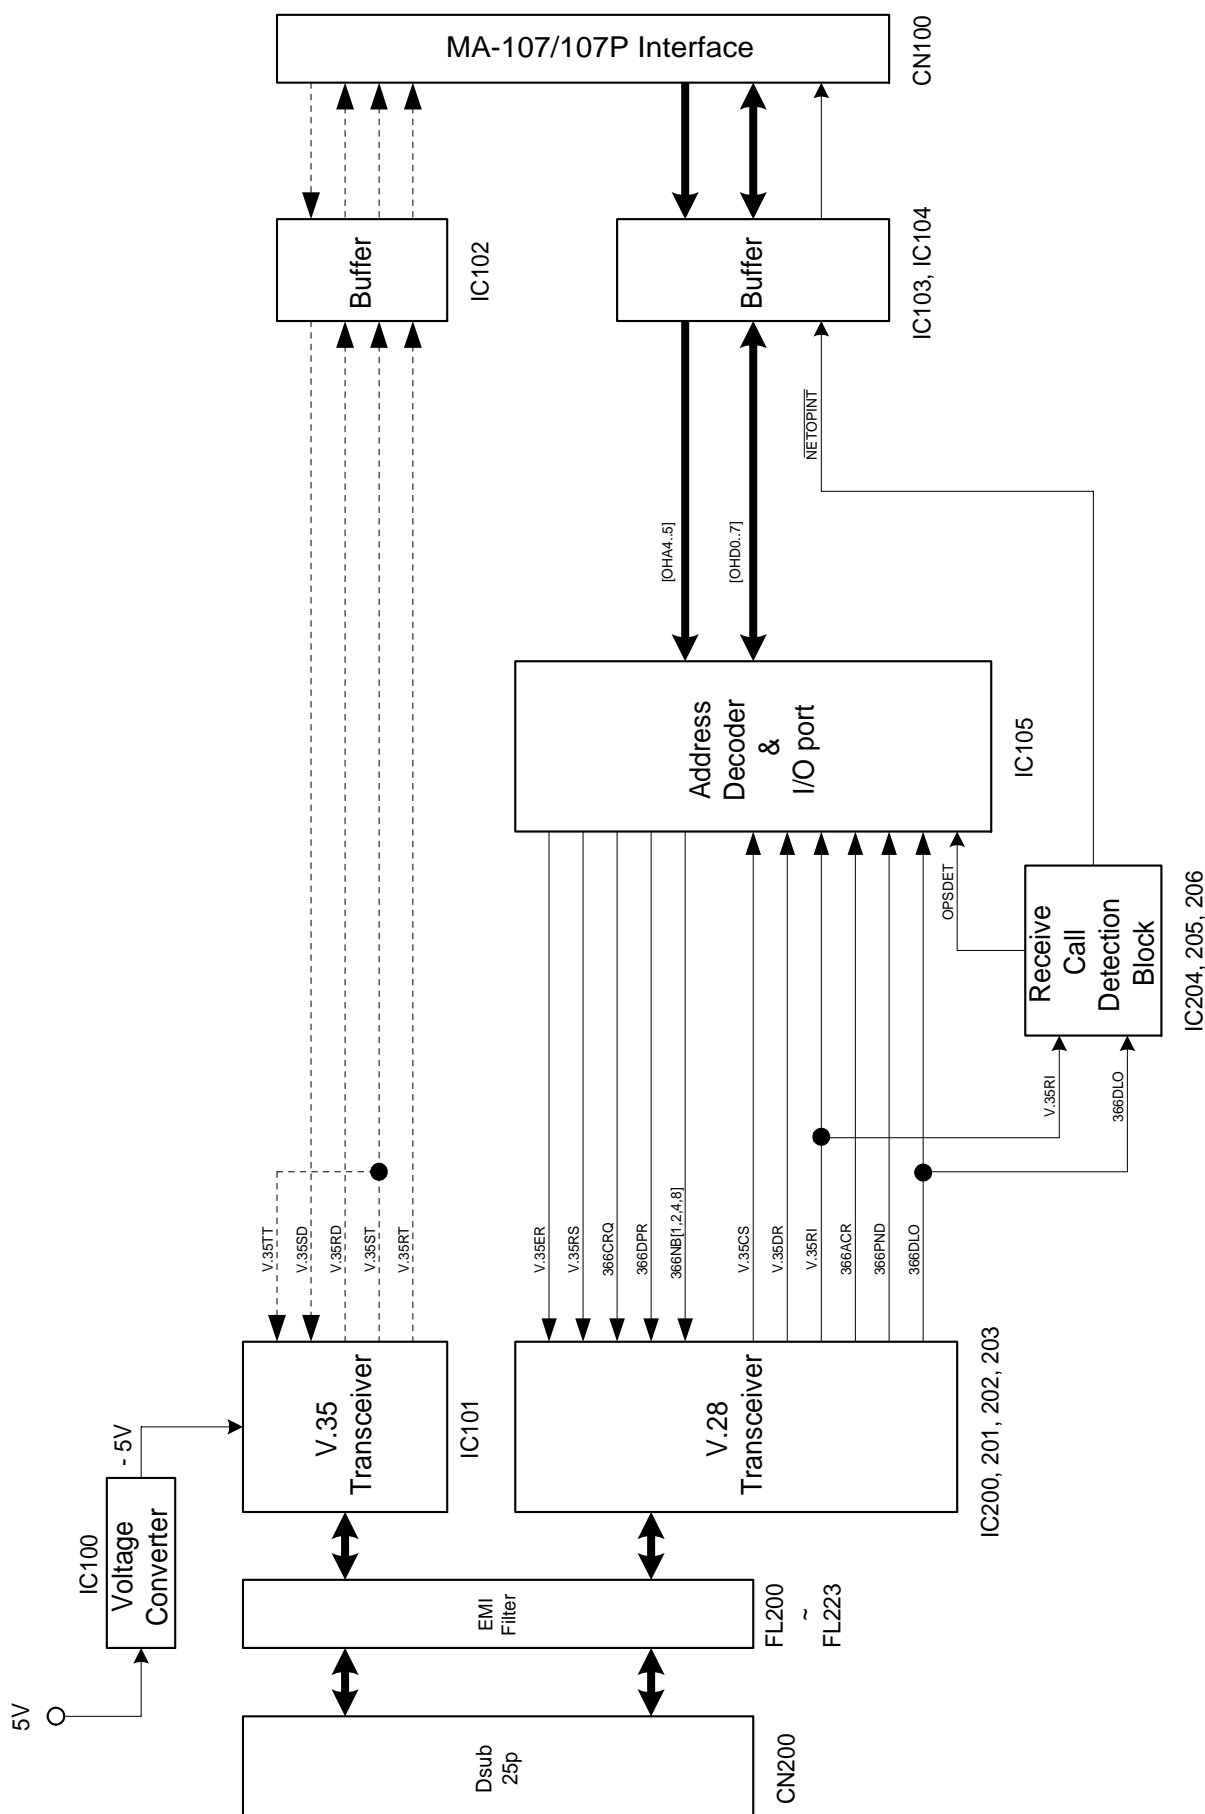 MA-107/107P Interface
CN100
Buffer
IC102
Buffer
IC103, IC104
NETOPINT
[OHA4..5]
[OHD0..7]
Address
Decoder
&
I/O port
IC105
OPSDET
Receive
Call
Detection
Block
IC204, 205, 206
V.35RI
366DLO
V.35TT
V.35SD
V.35RD
V.35ST
V.35RT
V.35ER
V.35RS
366CRQ
366DPR
366NB[1,2,4,8]
V.35CS
V.35DR
V.35RI
366ACR
366PND
366DLO
V.35
Transceiver
IC101
V.28
Transceiver
IC200, 201, 202, 203
- 5V
IC100
Voltage
Converter
5V
EMI
Filter
FL200
~
FL223
Dsub
25p
CN200